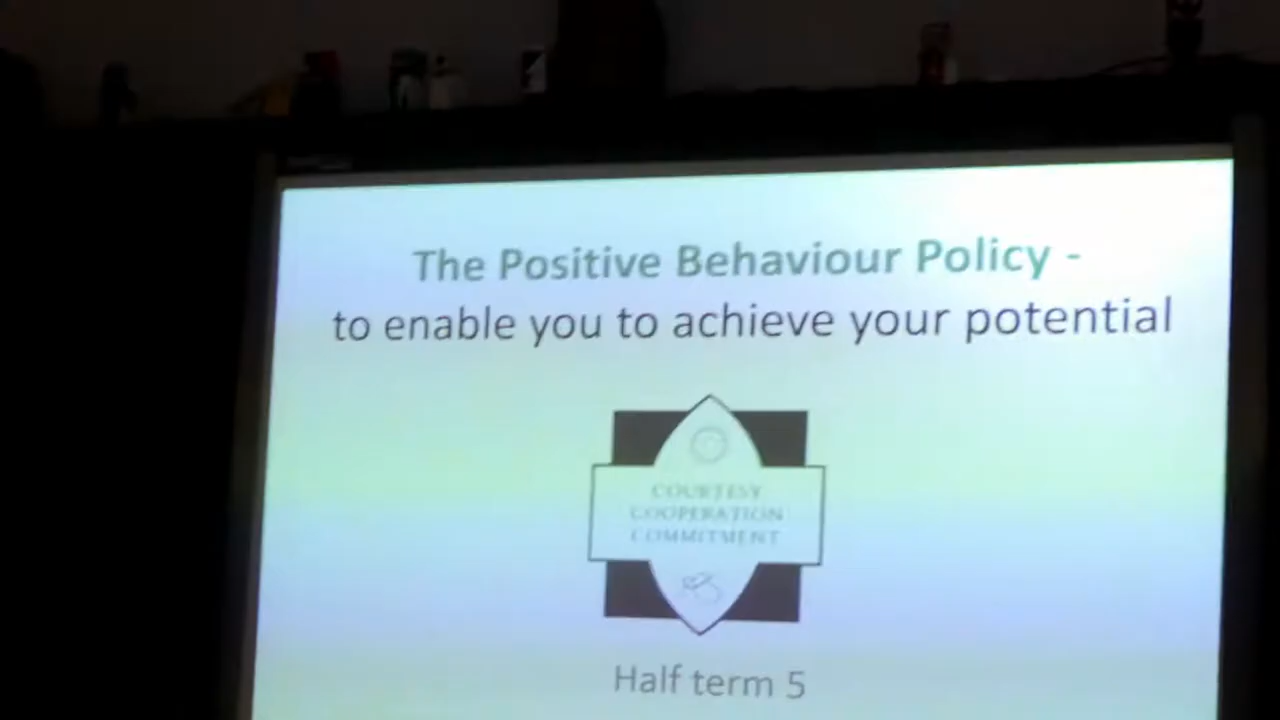 The Positive Behaviour Policy -
to enable you to achieve your potential
COURTESY
COOPERATION
COMMITMENT
Half term 5